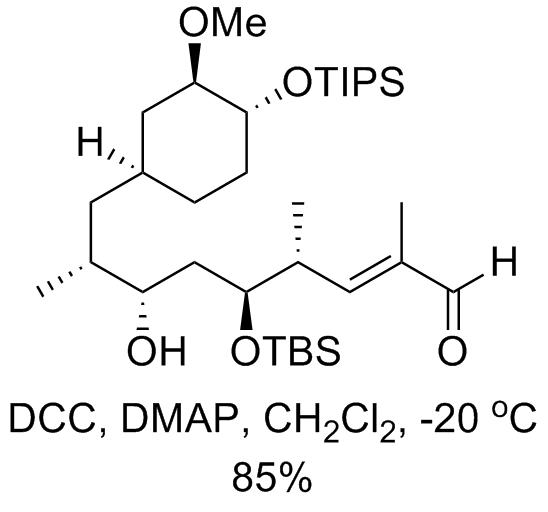 OMe
OTIPS
H
H
OH OTBS O
DCC, DMAP, CH₂Cl₂, -20 °C
85%